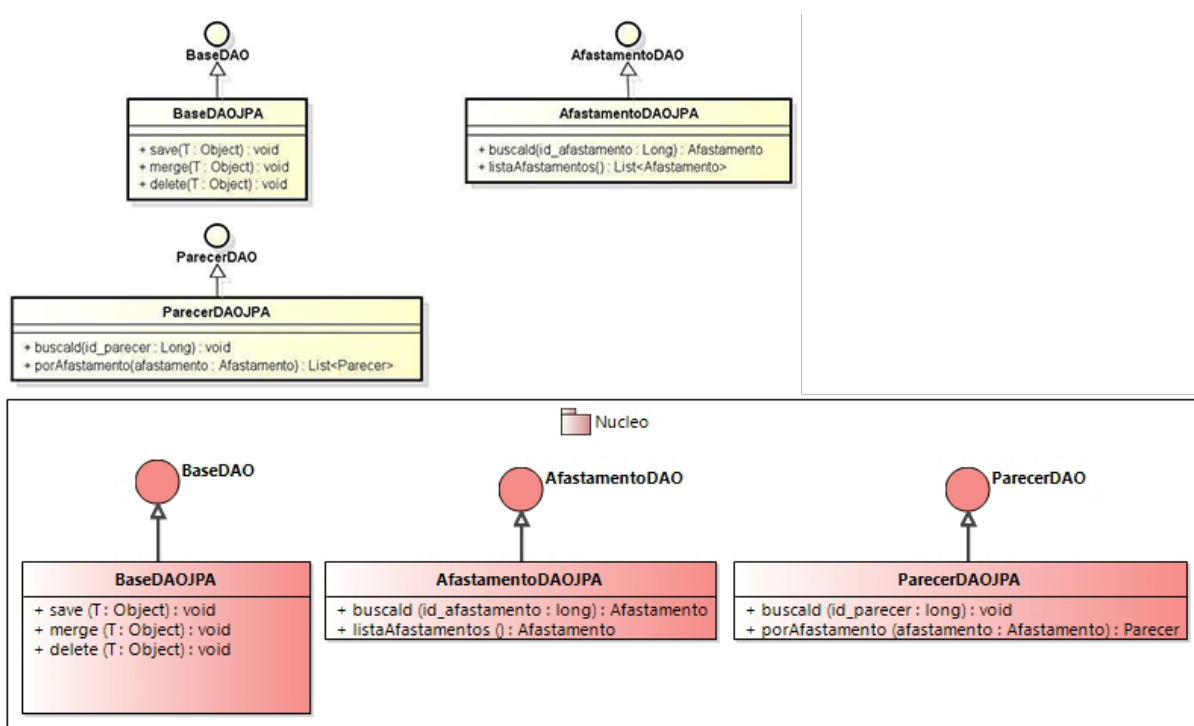 BaseDAO
BaseDAOJPA
+ save(T : Object) : void
+ merge(T : Object) : void
+ delete(T : Object) : void
AfastamentoDAO
AfastamentoDAOJPA
+ buscaId(id_afastamento : Long) : Afastamento
+ listaAfastamentos() : List<Afastamento>
ParecerDAO
ParecerDAOJPA
+ buscaId(id_parecer : Long) : void
+ porAfastamento(afastamento : Afastamento) : List<Parecer>
Nucleo
BaseDAO
BaseDAOJPA
+ save (T : Object) : void
+ merge (T : Object) : void
+ delete (T : Object) : void
AfastamentoDAO
AfastamentoDAOJPA
+ buscaId (id_afastamento : long) : Afastamento
+ listaAfastamentos () : Afastamento
ParecerDAO
ParecerDAOJPA
+ buscaId (id_parecer : long) : void
+ porAfastamento (afastamento : Afastamento) : Parecer